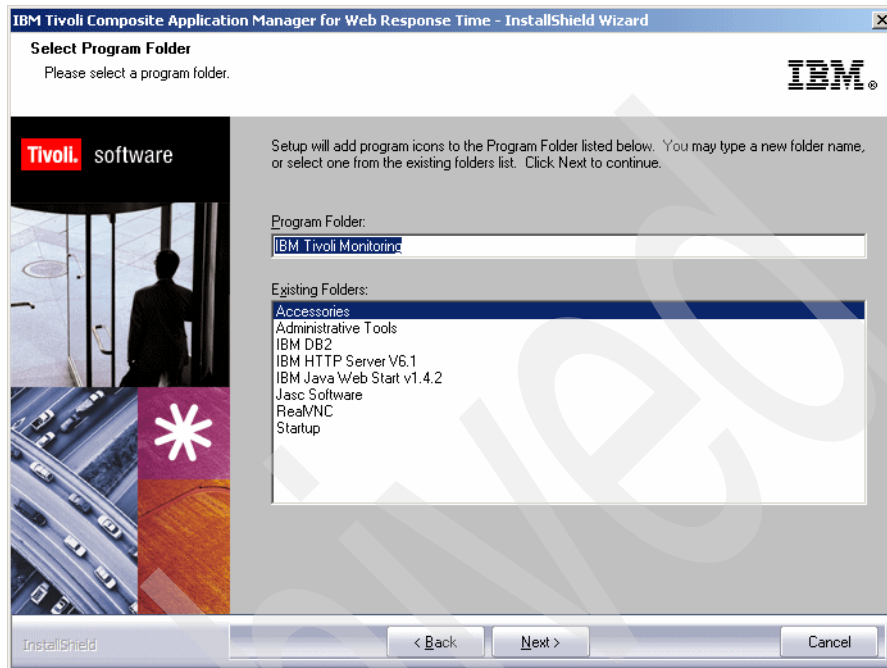 IBM Tivoli Composite Application Manager for Web Response Time - InstallShield Wizard
Select Program Folder
Please select a program folder.
IBM®
Tivoli. software
Setup will add program icons to the Program Folder listed below. You may type a new folder name,
or select one from the existing folders list. Click Next to continue.
Program Folder:
IBM Tivoli Monitoring
Existing Folders:
Accessories
Administrative Tools
IBM DB2
IBM HTTP Server V6.1
IBM Java Web Start v1.4.2
Jasc Software
RealVNC
Startup
InstallShield
< Back
Next >
Cancel